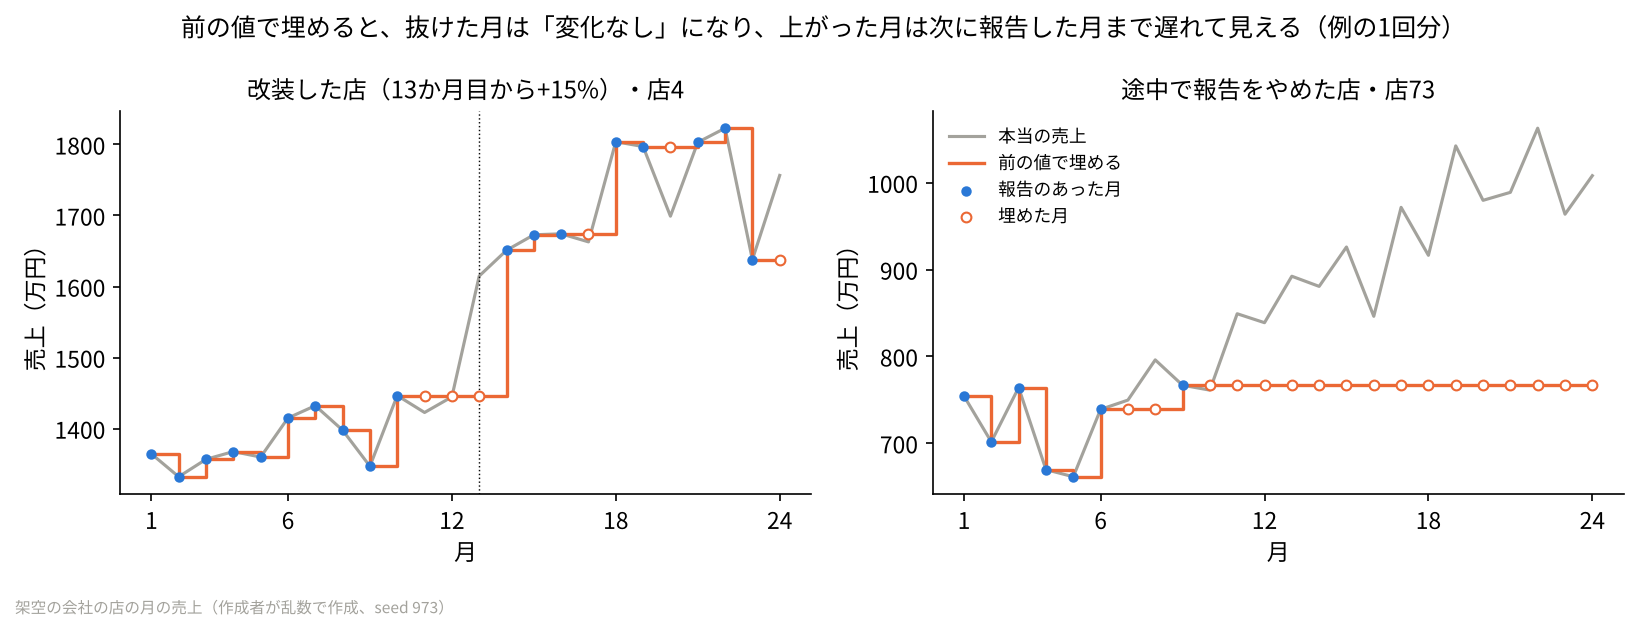 前の値で埋めると、抜けた月は「変化なし」になり、上がった月は次に報告した月まで遅れて見える（例の1回分）
改装した店（13か月目から+15%）・店4
売上（万円）
1800
1700
1600
1500
1400
1
6
12
18
24
月
途中で報告をやめた店・店73
本当の売上
前の値で埋める
報告のあった月
埋めた月
売上（万円）
1000
900
800
700
1
6
12
18
24
月
架空の会社の店の月の売上（作成者が乱数で作成、seed 973）